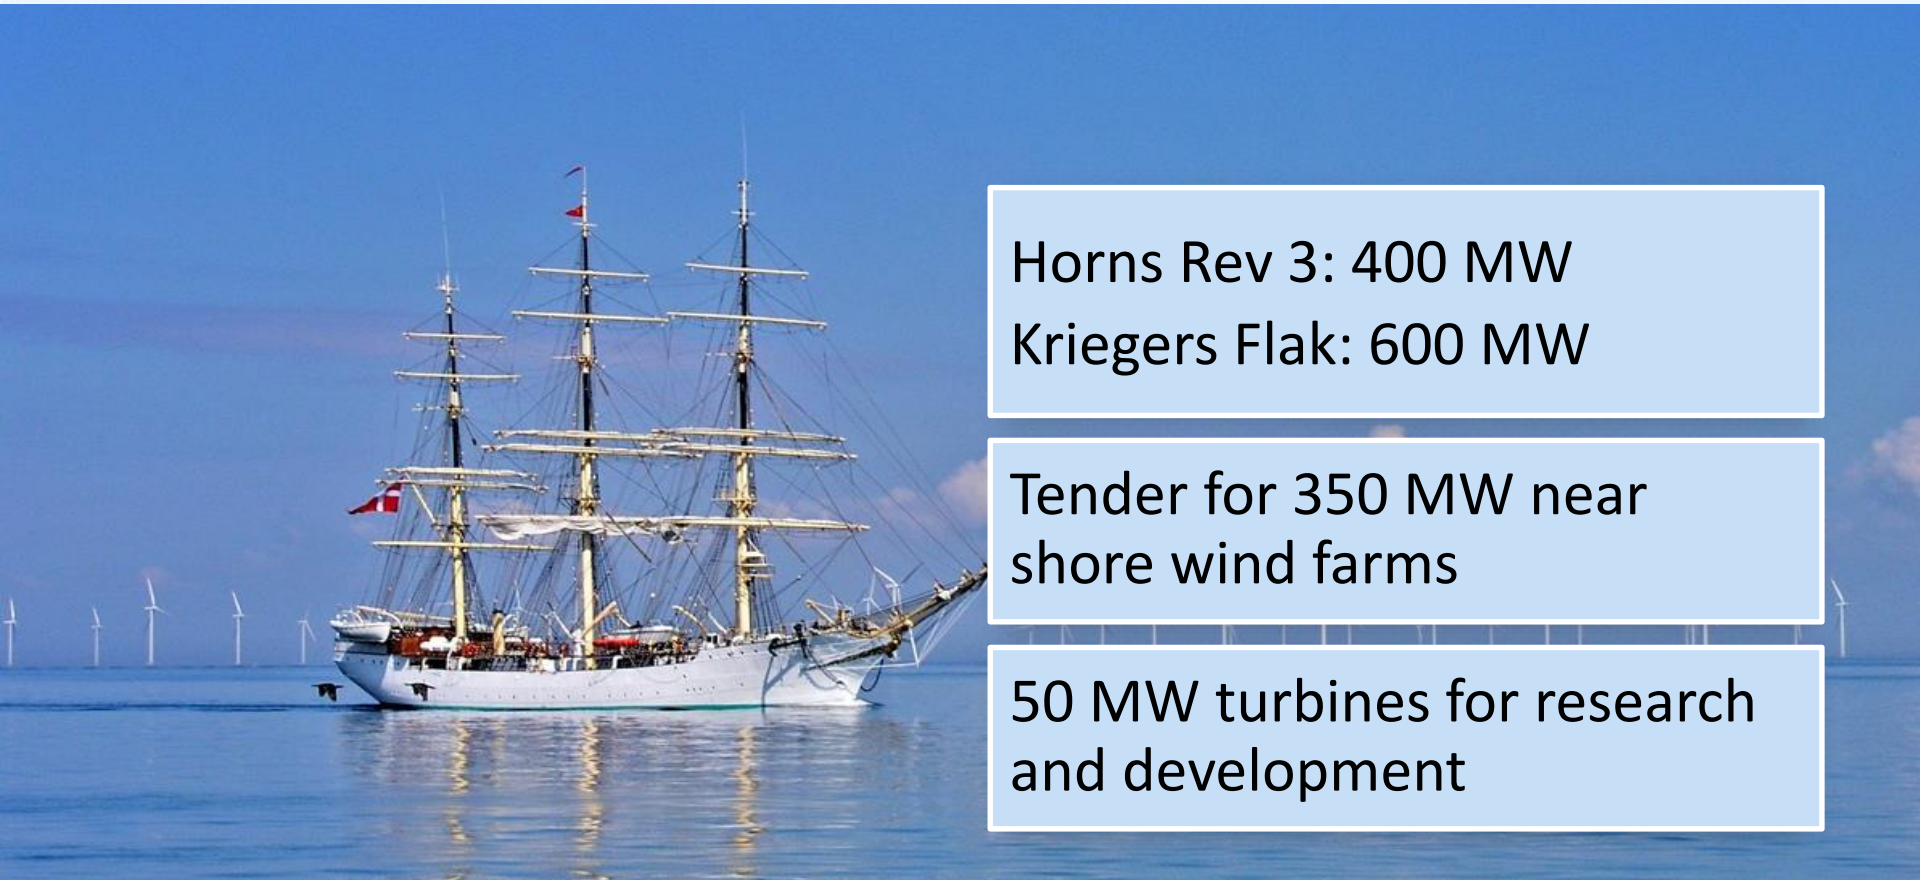 Horns Rev 3: 400 MW
Kriegers Flak: 600 MW
Tender for 350 MW near
shore wind farms
50 MW turbines for research
and development